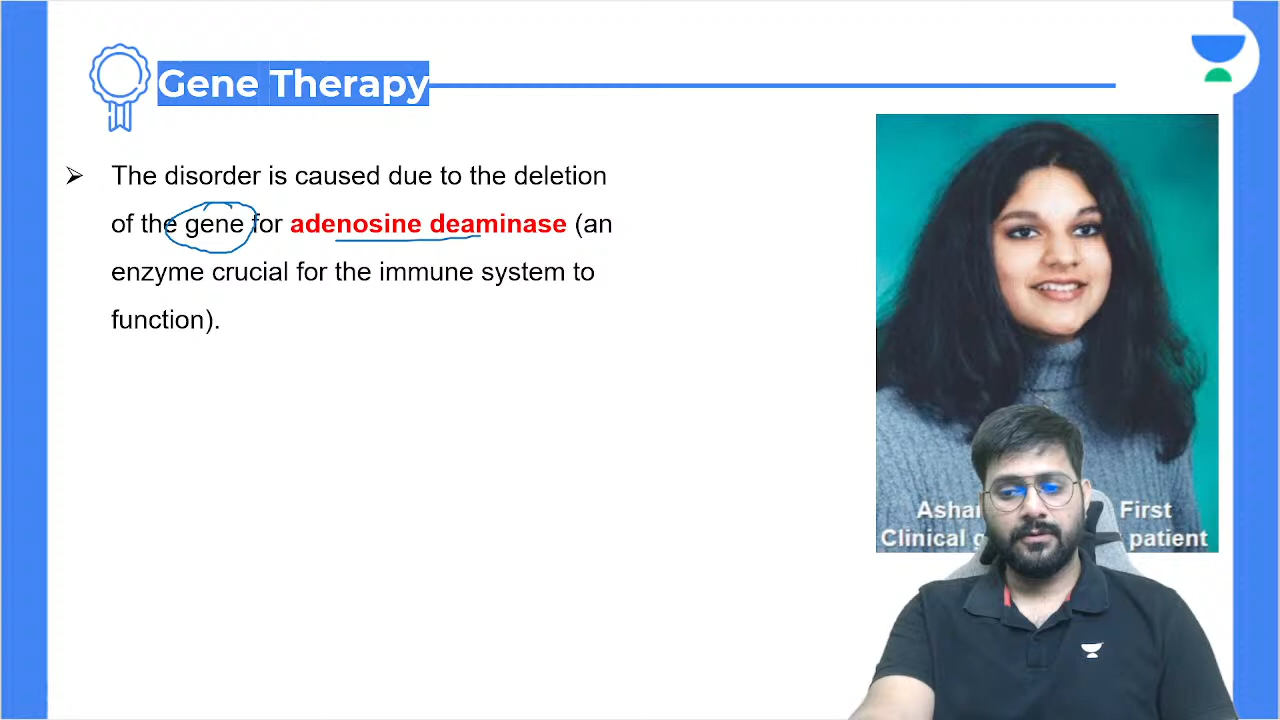 Gene Therapy
➢ The disorder is caused due to the deletion
of the gene for adenosine deaminase (an
enzyme crucial for the immune system to
function).
First
Clinical
patient